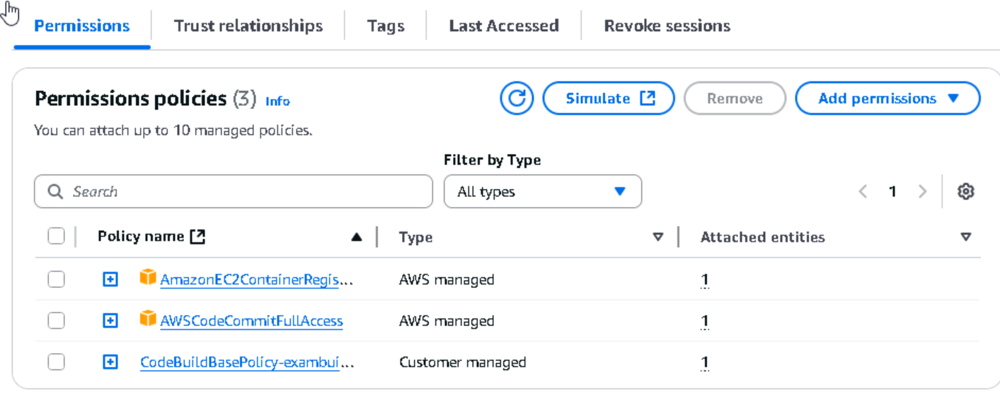 Permissions Trust relationships Tags Last Accessed Revoke sessions
Permissions policies (3) Info Simulate Remove Add permissions
You can attach up to 10 managed policies.
Filter by Type
Search All types 1
Policy name Type Attached entities
AmazonEC2ContainerRegis... AWS managed 1
AWSCodeCommitFullAccess AWS managed 1
CodeBuildBasePolicy-exambui... Customer managed 1